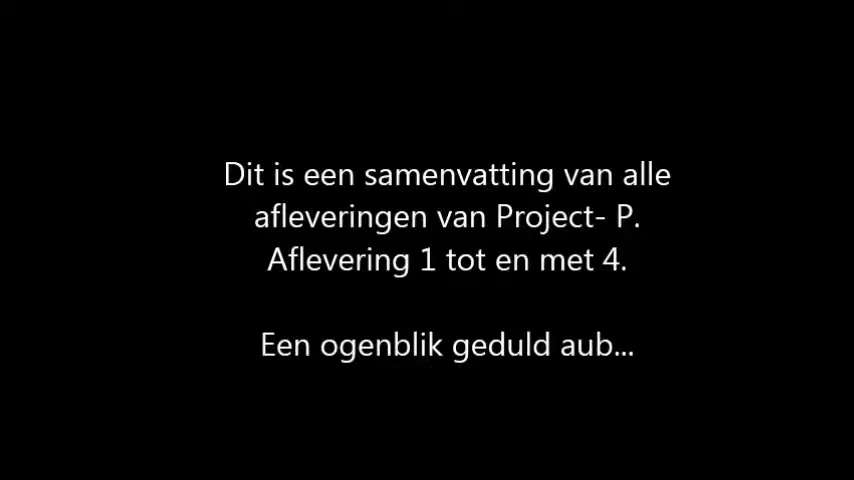 Dit is een samenvatting van alle
afleveringen van Project- P.
Aflevering 1 tot en met 4.
Een ogenblik geduld aub...